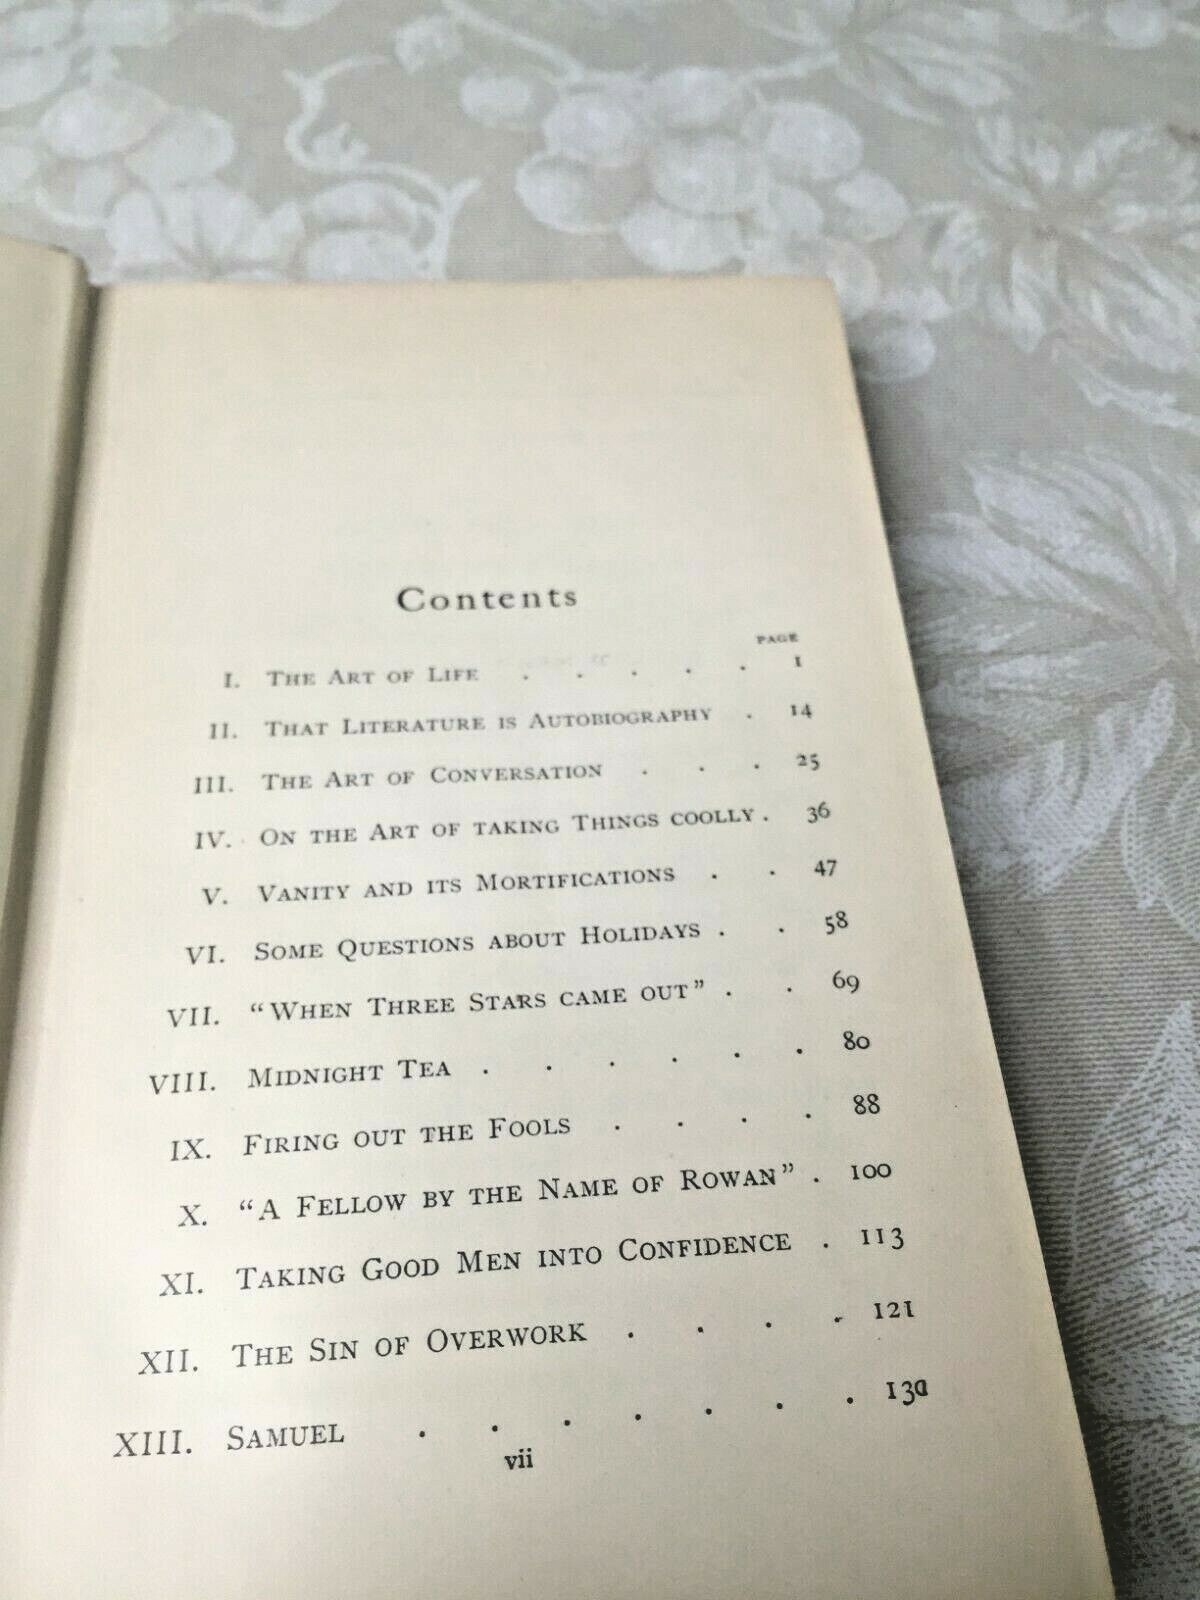 Contents
PAGE
I. THE ART OF LIFE . . . . . 1
II. THAT LITERATURE IS AUTOBIOGRAPHY . 14
III. THE ART OF CONVERSATION . . . 25
IV. ON THE ART OF TAKING THINGS COOLLY . 36
V. VANITY AND ITS MORTIFICATIONS . . 47
VI. SOME QUESTIONS ABOUT HOLIDAYS . . 58
VII. "WHEN THREE STARS CAME OUT" . . 69
VIII. MIDNIGHT TEA . . . . . . 80
IX. FIRING OUT THE FOOLS . . . . 88
X. "A FELLOW BY THE NAME OF ROWAN" . 100
XI. TAKING GOOD MEN INTO CONFIDENCE . 113
XII. THE SIN OF OVERWORK . . . . 121
XIII. SAMUEL . . . . . . . 130
vii